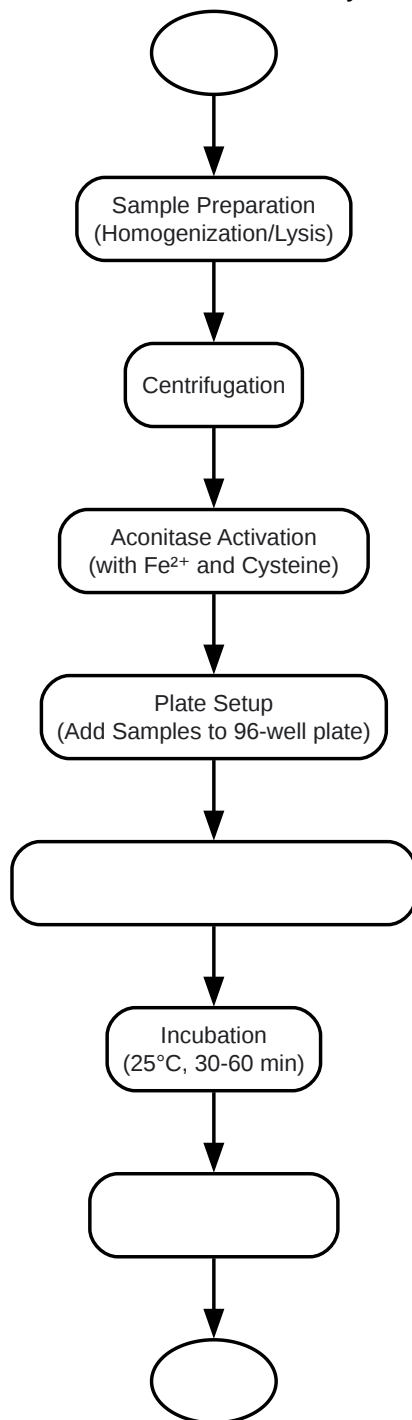 Sample Preparation
(Homogenization/Lysis)
Centrifugation
Aconitase Activation
(with Fe²⁺ and Cysteine)
Plate Setup
(Add Samples to 96-well plate)
Incubation
(25°C, 30-60 min)